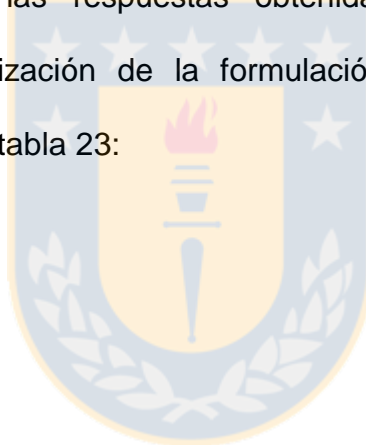 las respuestas obtenida
ización de la formulació
tabla 23: